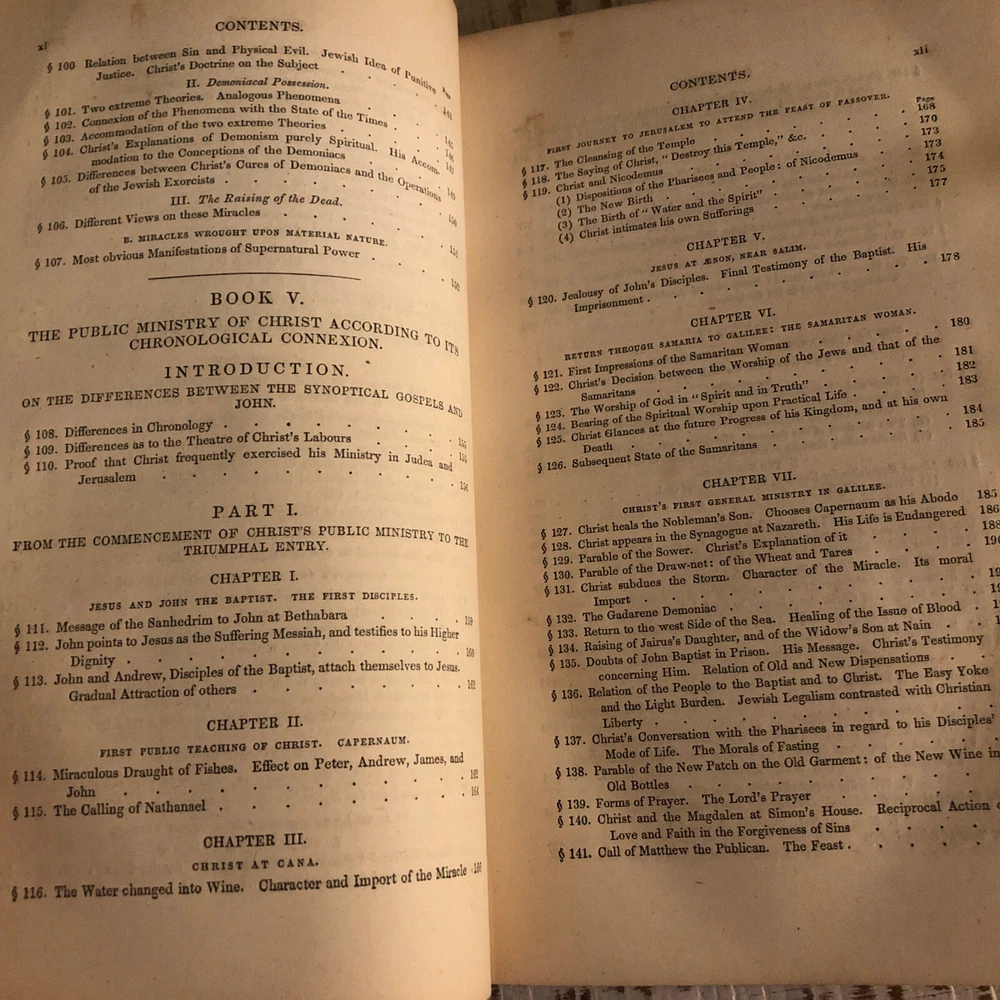 xl
CONTENTS.
Page
§ 100 Relation between Sin and Physical Evil. Jewish Idea of Punitive
Justice. Christ's Doctrine on the Subject . . . 142
II. Demoniacal Possession.
§ 101. Two extreme Theories. Analogous Phenomena . . . 145
§ 102. Connexion of the Phenomena with the State of the Times . . . 146
§ 103. Accommodation of the two extreme Theories . . . 147
§ 104. Christ's Explanations of Demonism purely Spiritual. His Accom-
modation to the Conceptions of the Demoniacs . . . 149
§ 105. Differences between Christ's Cures of Demoniacs and the Operations
of the Jewish Exorcists . . . 150
III. The Raising of the Dead.
§ 106. Different Views on these Miracles . . . 151
B. MIRACLES WROUGHT UPON MATERIAL NATURE.
§ 107. Most obvious Manifestations of Supernatural Power . . . 152
BOOK V.
THE PUBLIC MINISTRY OF CHRIST ACCORDING TO ITS
CHRONOLOGICAL CONNEXION.
INTRODUCTION.
ON THE DIFFERENCES BETWEEN THE SYNOPTICAL GOSPELS AND
JOHN.
§ 108. Differences in Chronology . . . 155
§ 109. Differences as to the Theatre of Christ's Labours . . . 155
§ 110. Proof that Christ frequently exercised his Ministry in Judea and
Jerusalem . . . 156
PART I.
FROM THE COMMENCEMENT OF CHRIST'S PUBLIC MINISTRY TO THE
TRIUMPHAL ENTRY.
CHAPTER I.
JESUS AND JOHN THE BAPTIST. THE FIRST DISCIPLES.
§ 111. Message of the Sanhedrim to John at Bethabara . . . 159
§ 112. John points to Jesus as the Suffering Messiah, and testifies to his Higher
Dignity . . . 160
§ 113. John and Andrew, Disciples of the Baptist, attach themselves to Jesus.
Gradual Attraction of others . . . 162
CHAPTER II.
FIRST PUBLIC TEACHING OF CHRIST. CAPERNAUM.
§ 114. Miraculous Draught of Fishes. Effect on Peter, Andrew, James, and
John . . . 162
§ 115. The Calling of Nathanael . . . 164
CHAPTER III.
CHRIST AT CANA.
§ 116. The Water changed into Wine. Character and Import of the Miracle 166
CONTENTS. xli
CHAPTER IV.
FIRST JOURNEY TO JERUSALEM TO ATTEND THE FEAST OF PASSOVER.
Page
§ 117. The Cleansing of the Temple . . . 168
§ 118. The Saying of Christ, "Destroy this Temple," &c. . . . 170
§ 119. Christ and Nicodemus . . . 173
(1) Dispositions of the Pharisees and People: of Nicodemus . . . 173
(2) The New Birth . . . 174
(3) The Birth of "Water and the Spirit" . . . 175
(4) Christ intimates his own Sufferings . . . 177
CHAPTER V.
JESUS AT ÆNON, NEAR SALIM.
§ 120. Jealousy of John's Disciples. Final Testimony of the Baptist. His
Imprisonment . . . 178
CHAPTER VI.
RETURN THROUGH SAMARIA TO GALILEE: THE SAMARITAN WOMAN.
§ 121. First Impressions of the Samaritan Woman . . . 180
§ 122. Christ's Decision between the Worship of the Jews and that of the
Samaritans . . . 181
§ 123. The Worship of God in "Spirit and in Truth" . . . 182
§ 124. Bearing of the Spiritual Worship upon Practical Life . . . 183
§ 125. Christ Glances at the future Progress of his Kingdom, and at his own
Death . . . 184
§ 126. Subsequent State of the Samaritans . . . 185
CHAPTER VII.
CHRIST'S FIRST GENERAL MINISTRY IN GALILEE.
§ 127. Christ heals the Nobleman's Son. Chooses Capernaum as his Abode 185
§ 128. Christ appears in the Synagogue at Nazareth. His Life is Endangered 186
§ 129. Parable of the Sower. Christ's Explanation of it . . . 188
§ 130. Parable of the Draw-net: of the Wheat and Tares . . . 190
§ 131. Christ subdues the Storm. Character of the Miracle. Its moral
Import . . .
§ 132. The Gadarene Demoniac . . .
§ 133. Return to the west Side of the Sea. Healing of the Issue of Blood . . .
§ 134. Raising of Jairus's Daughter, and of the Widow's Son at Nain . . .
§ 135. Doubts of John Baptist in Prison. His Message. Christ's Testimony
concerning Him. Relation of Old and New Dispensations . . .
§ 136. Relation of the People to the Baptist and to Christ. The Easy Yoke
and the Light Burden. Jewish Legalism contrasted with Christian
Liberty . . .
§ 137. Christ's Conversation with the Pharisees in regard to his Disciples'
Mode of Life. The Morals of Fasting . . .
§ 138. Parable of the New Patch on the Old Garment: of the New Wine in
Old Bottles . . .
§ 139. Forms of Prayer. The Lord's Prayer . . .
§ 140. Christ and the Magdalen at Simon's House. Reciprocal Action
Love and Faith in the Forgiveness of Sins . . .
§ 141. Call of Matthew the Publican. The Feast . . .